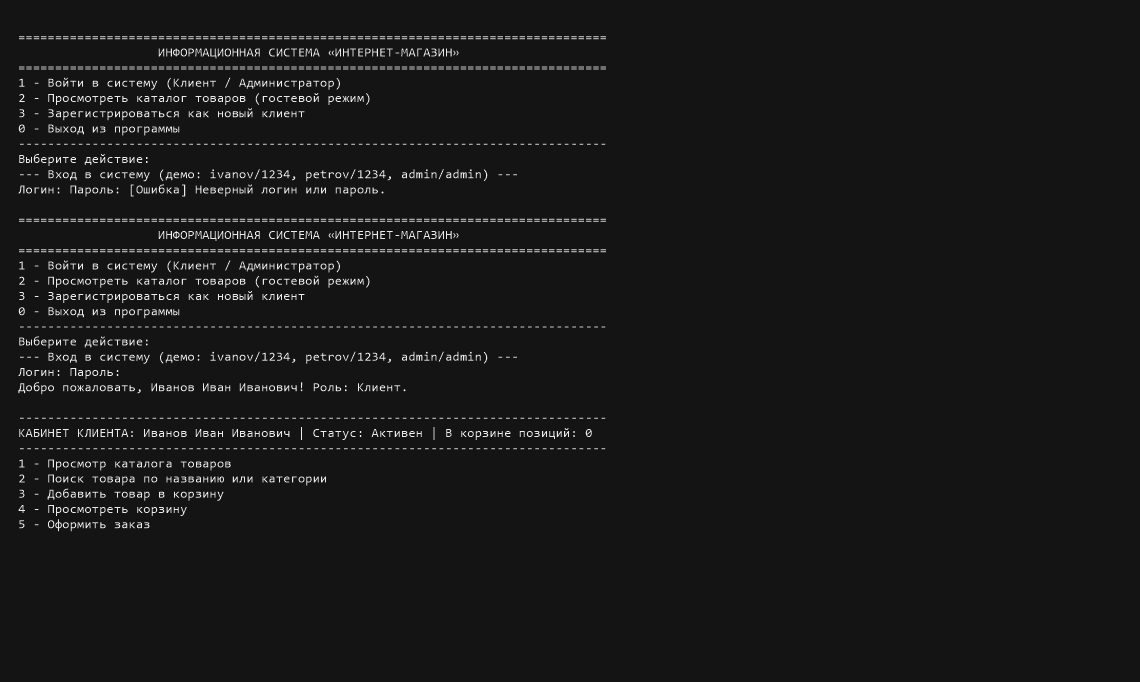 ================================================================================
ИНФОРМАЦИОННАЯ СИСТЕМА «ИНТЕРНЕТ-МАГАЗИН»
================================================================================
1 - Войти в систему (Клиент / Администратор)
2 - Просмотреть каталог товаров (гостевой режим)
3 - Зарегистрироваться как новый клиент
0 - Выход из программы
--------------------------------------------------------------------------------
Выберите действие:
--- Вход в систему (демо: ivanov/1234, petrov/1234, admin/admin) ---
Логин: Пароль: [Ошибка] Неверный логин или пароль.
================================================================================
ИНФОРМАЦИОННАЯ СИСТЕМА «ИНТЕРНЕТ-МАГАЗИН»
================================================================================
1 - Войти в систему (Клиент / Администратор)
2 - Просмотреть каталог товаров (гостевой режим)
3 - Зарегистрироваться как новый клиент
0 - Выход из программы
--------------------------------------------------------------------------------
Выберите действие:
--- Вход в систему (демо: ivanov/1234, petrov/1234, admin/admin) ---
Логин: Пароль:
Добро пожаловать, Иванов Иван Иванович! Роль: Клиент.
--------------------------------------------------------------------------------
КАБИНЕТ КЛИЕНТА: Иванов Иван Иванович | Статус: Активен | В корзине позиций: 0
--------------------------------------------------------------------------------
1 - Просмотр каталога товаров
2 - Поиск товара по названию или категории
3 - Добавить товар в корзину
4 - Просмотреть корзину
5 - Оформить заказ